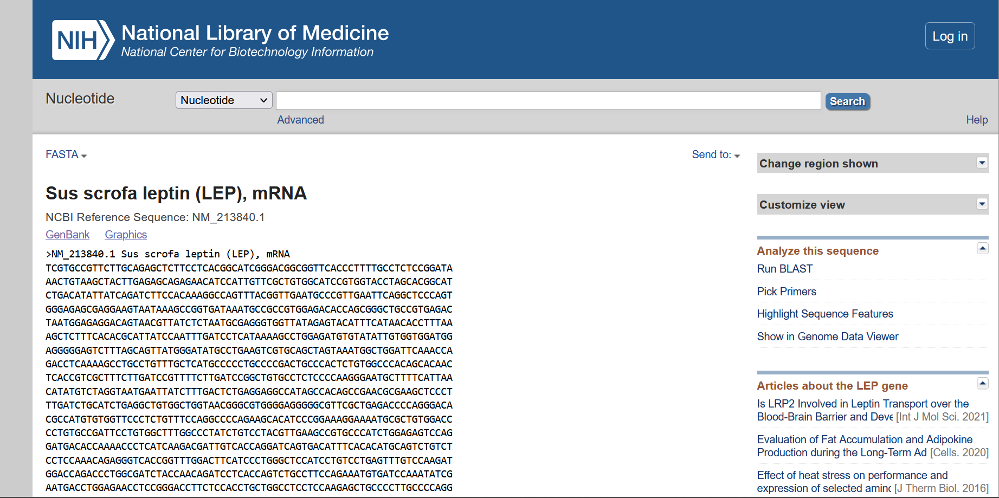 NIH
National Library of Medicine
National Center for Biotechnology Information
Log in
Nucleotide
Nucleotide
Search
Advanced
Help
FASTA
Send to:
Sus scrofa leptin (LEP), mRNA
NCBI Reference Sequence: NM_213840.1
GenBank Graphics
>NM_213840.1 Sus scrofa leptin (LEP), mRNA
TCGTGCCGTTCTTGCAGAGCTCTTCCTCACGGCATCGGGACGGCGGTTCACCCTTTTGCCTCTCCGGATA
AACTGTAAGCTACTTGAGAGCAGAGAACATCCATTGTTCGCTGTGGCATCCGTGGTACCTAGCACGGCAT
CTGACATATTATCAGATCTTCCACAAAGGCCAGTTTACGGTTGAATGCCCGTTGAATTCAGGCTCCCAGT
GGGAGAGCGAGGAAGTAATAAAGCCGGTGATAAATGCCGCCGTGGAGACACCAGCGGGCTGCCGTGAGAC
TAATGGAGAGGACAGTAACGTTATCTCTAATGCGAGGGTGGTTATAGAGTACATTTCATAACACCTTTAA
AGCTCTTTCACACGCATTATCCAATTTGATCCTCATAAAAGCCTGGAGATGTGTATATTGTGGTGGATGG
AGGGGGAGTCTTTAGCAGTTATGGGATATGCCTGAAGTCGTGCAGCTAGTAAATGGCTGGATTCAAACCA
GACCTCAAAAGCCTGCCTGTTTGCTCATGCCCCCTGCCCCGACTGCCCACTCTGTGGCCCACAGCACAAC
TCACCGTCGCTTTCTTGATCCGTTTTCTTGATCCGGCTGTGCCTCTCCCCAAGGGAATGCTTTTCATTAA
CATATGTCTAGGTAATGAATTATCTTTGACTCTGAGGAGGCCATAGCCACAGCCGAACGCGAAGCTCCCT
TTGATCTGCATCTGAGGCTGTGGCTGGTAACGGGCGTGGGGAGGGGGCGTTCGCTGAGACCCCAGGGACA
CGCCATGTGTGGTTCCCTCTGTTTCCAGGCCCCAGAAGCACATCCCGGAAAGGAAAATGCGCTGTGGACC
CCTGTGCCGATTCCTGTGGCTTTGGCCCTATCTGTCCTACGTTGAAGCCGTGCCCATCTGGAGAGTCCAG
GATGACACCAAAACCCTCATCAAGACGATTGTCACCAGGATCAGTGACATTTCACACATGCAGTCTGTCT
CCTCCAAACAGAGGGTCACCGGTTTGGACTTCATCCCTGGGCTCCATCCTGTCCTGAGTTTGTCCAAGAT
GGACCAGACCCTGGCGATCTACCAACAGATCCTCACCAGTCTGCCTTCCAGAAATGTGATCCAAATATCG
AATGACCTGGAGAACCTCCGGGACCTTCTCCACCTGCTGGCCTCCTCCAAGAGCTGCCCCTTGCCCCAGG
Change region shown
Customize view
Analyze this sequence
Run BLAST
Pick Primers
Highlight Sequence Features
Show in Genome Data Viewer
Articles about the LEP gene
Is LRP2 Involved in Leptin Transport over the
Blood-Brain Barrier and Deve [Int J Mol Sci. 2021]
Evaluation of Fat Accumulation and Adipokine
Production during the Long-Term Ad [Cells. 2020]
Effect of heat stress on performance and
expression of selected amino [J Therm Biol. 2016]